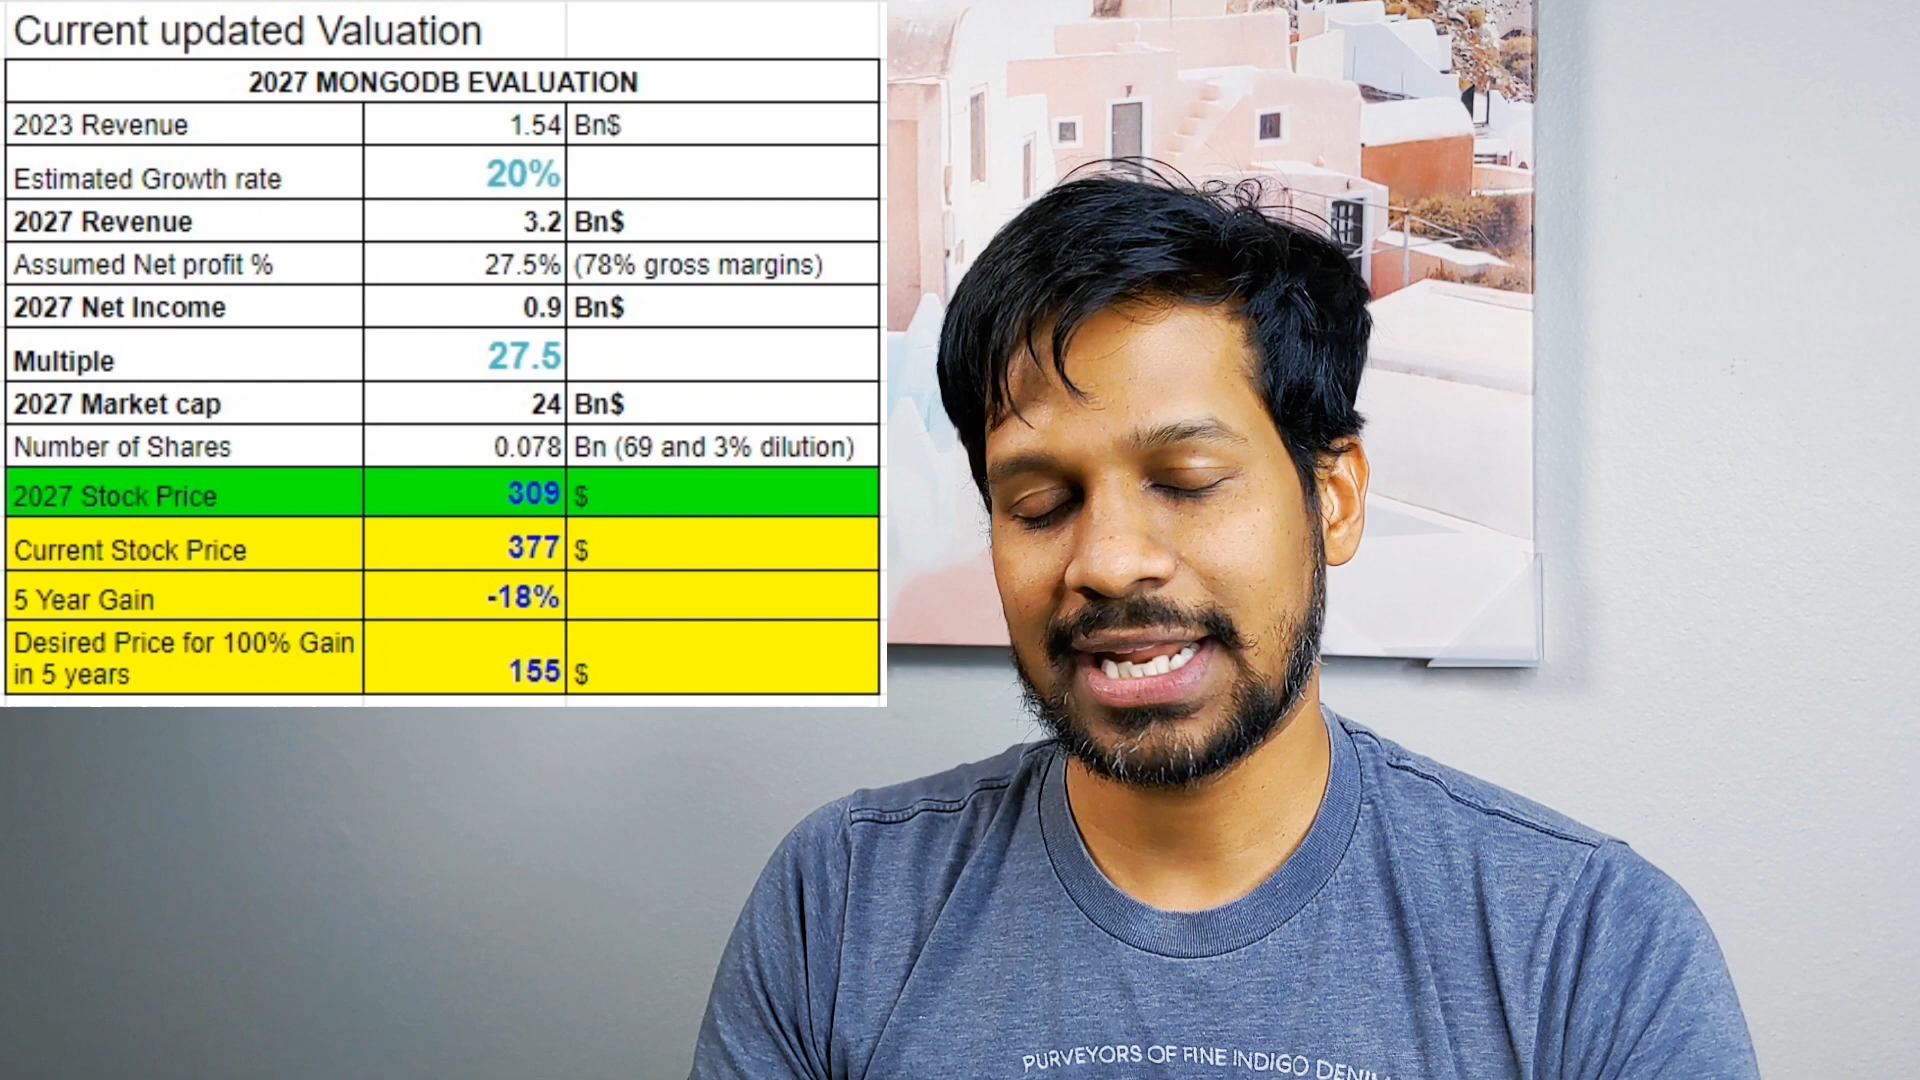 Current updated Valuation
2027 MONGODB EVALUATION
2023 Revenue 1.54 Bn$
Estimated Growth rate 20%
2027 Revenue 3.2 Bn$
Assumed Net profit % 27.5% (78% gross margins)
2027 Net Income 0.9 Bn$
Multiple 27.5
2027 Market cap 24 Bn$
Number of Shares 0.078 Bn (69 and 3% dilution)
2027 Stock Price 309 $
Current Stock Price 377 $
5 Year Gain -18%
Desired Price for 100% Gain
in 5 years 155 $
PURVEYORS OF FINE INDIGO